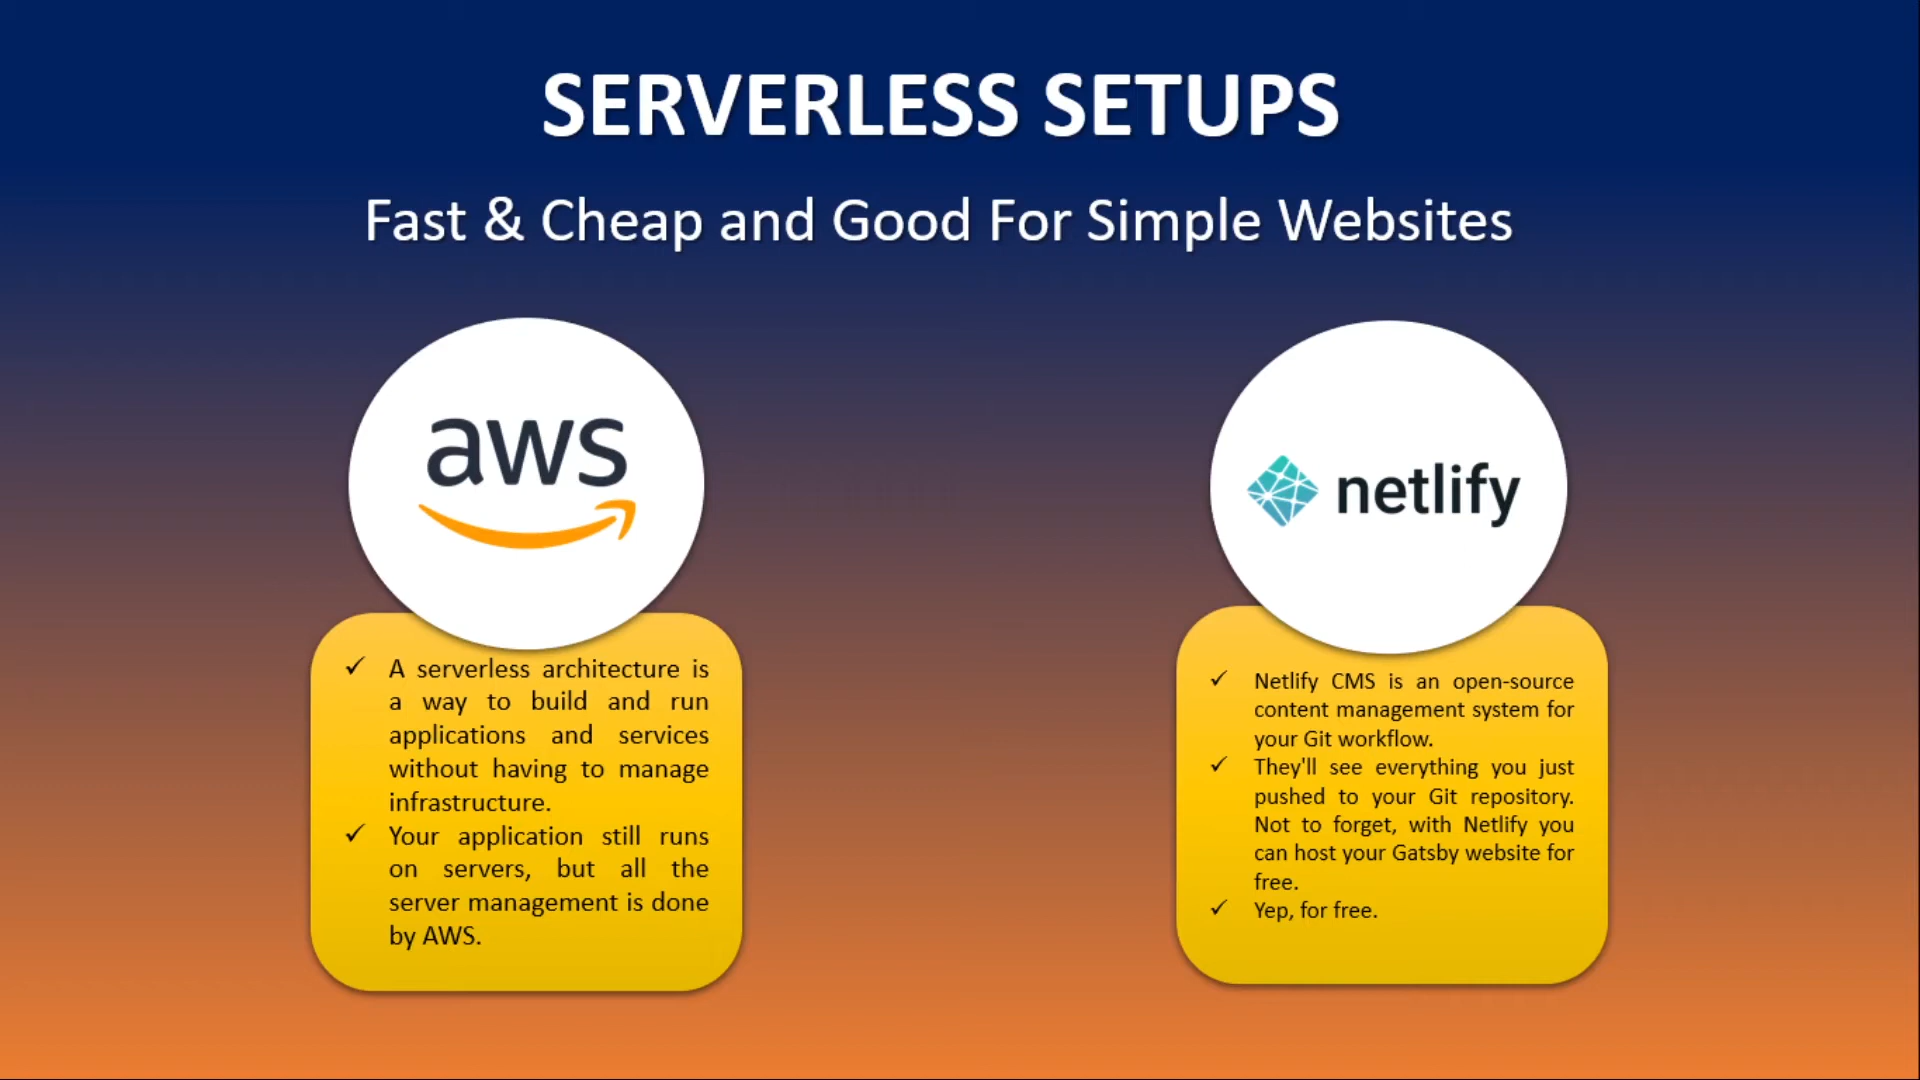 SERVERLESS SETUPS
Fast & Cheap and Good For Simple Websites
aws
✓ A serverless architecture is
a way to build and run
applications and services
without having to manage
infrastructure.
✓ Your application still runs
on servers, but all the
server management is done
by AWS.
netlify
✓ Netlify CMS is an open-source
content management system for
your Git workflow.
✓ They'll see everything you just
pushed to your Git repository.
Not to forget, with Netlify you
can host your Gatsby website for
free.
✓ Yep, for free.